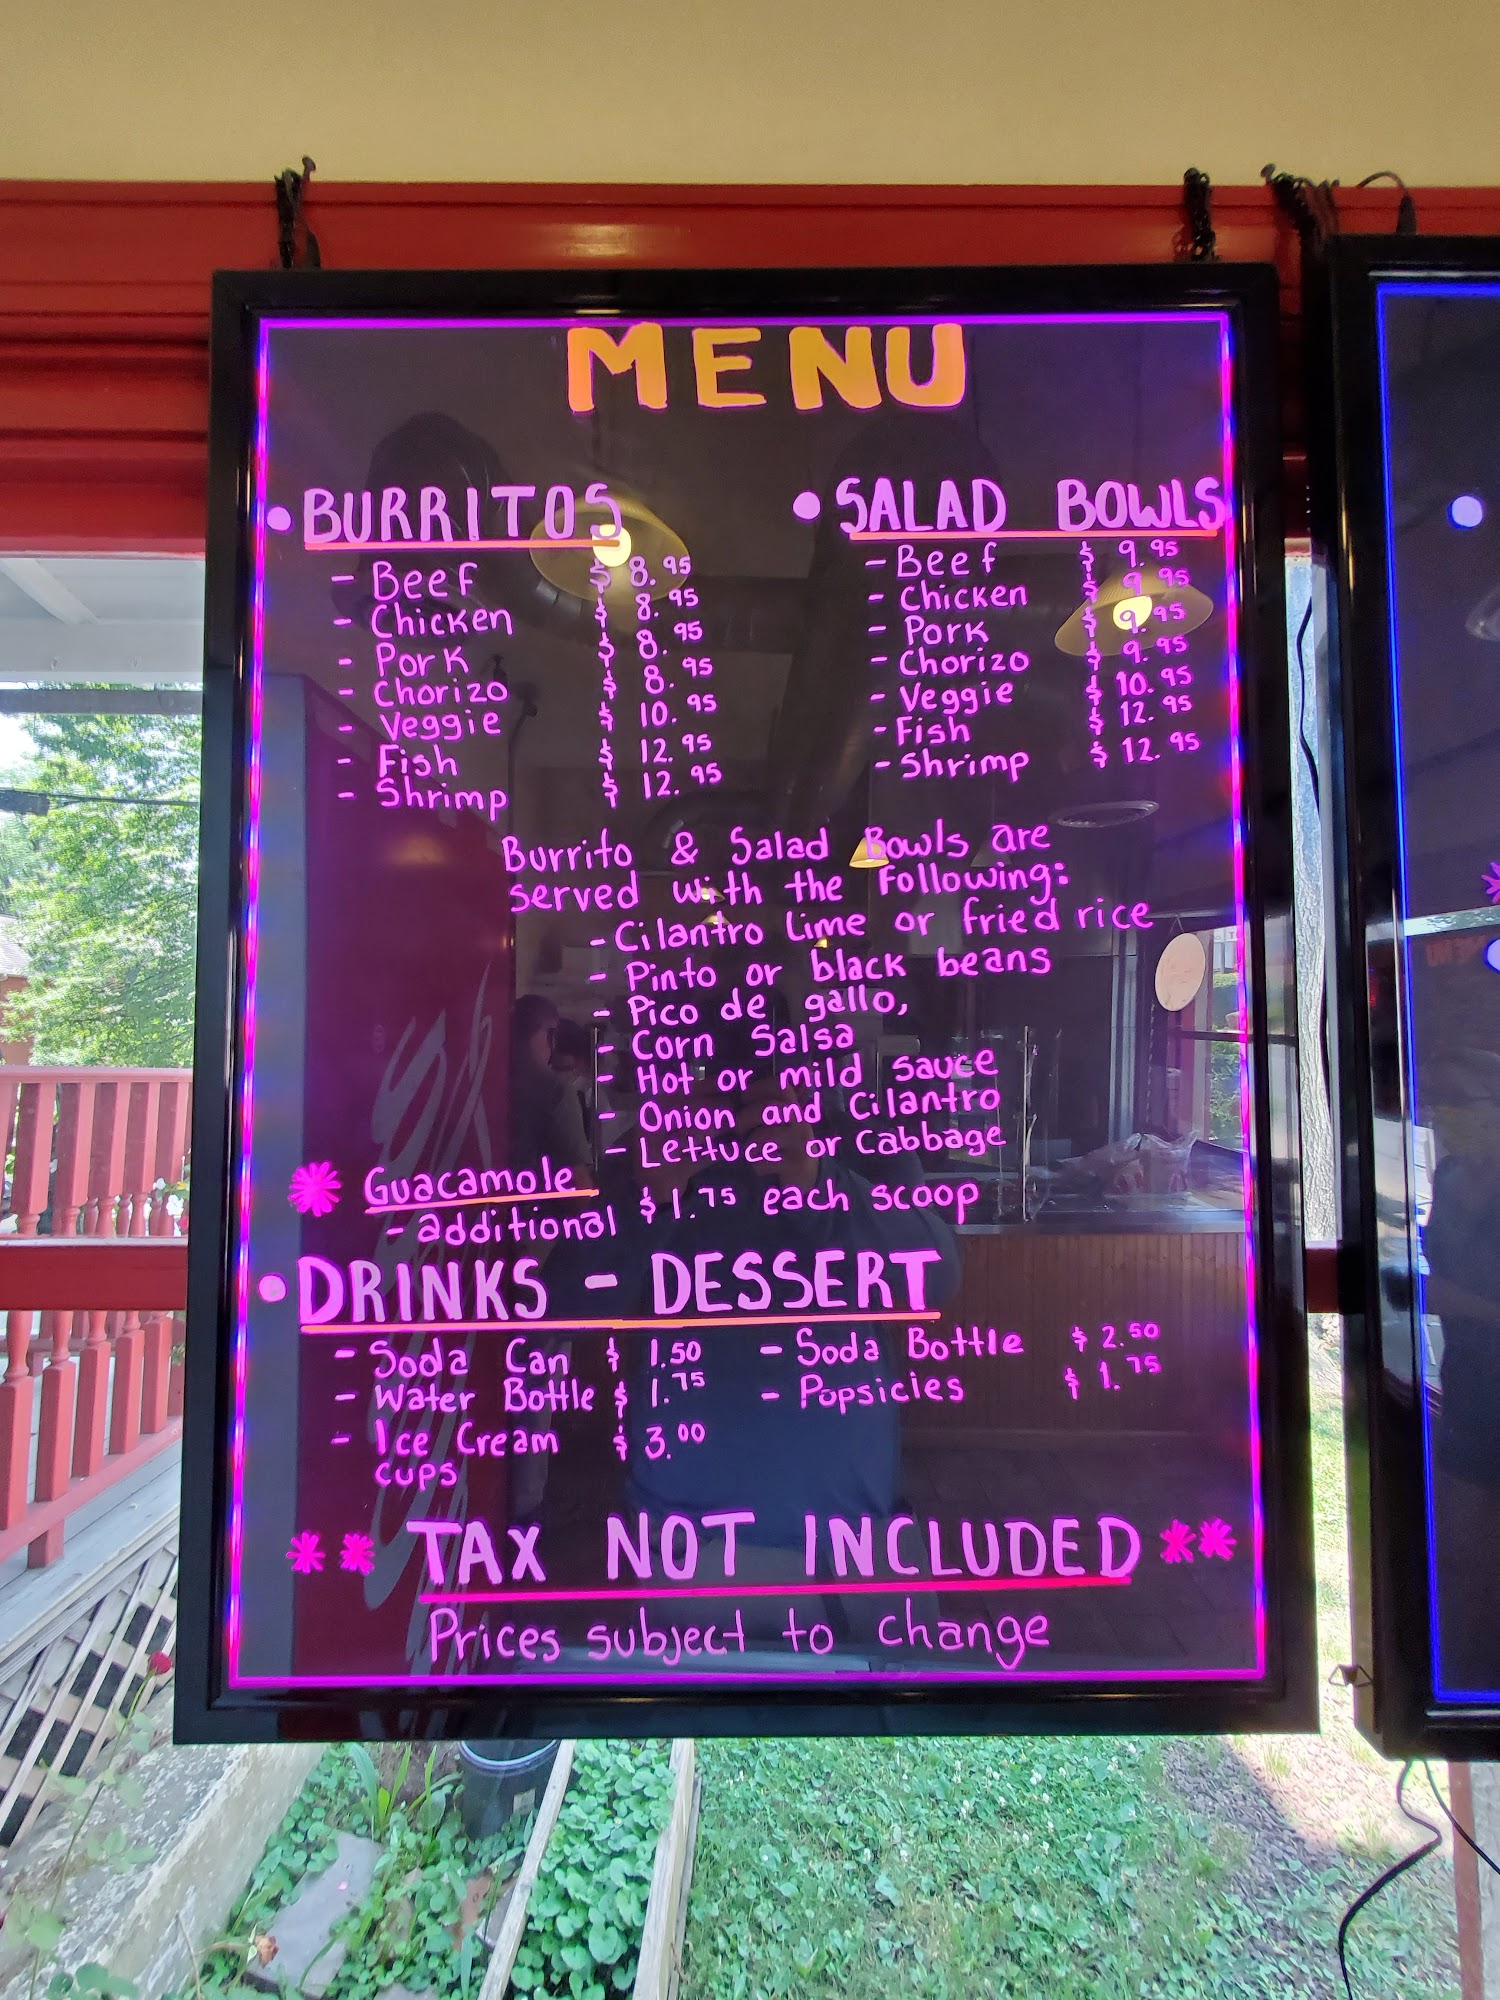 MENU
• BURRITOS
- Beef $ 8.95
- Chicken $ 8.95
- Pork $ 8.95
- Chorizo $ 8.95
- Veggie $ 10.95
- Fish $ 12.95
- Shrimp $ 12.95
• SALAD BOWLS
- Beef $ 9.95
- Chicken $ 9.95
- Pork $ 9.95
- Chorizo $ 9.95
- Veggie $ 10.95
- Fish $ 12.95
- Shrimp $ 12.95
Burrito & Salad Bowls are
served with the following:
- Cilantro lime or fried rice
- Pinto or black beans
- Pico de gallo,
- Corn Salsa
- Hot or mild sauce
- Onion and Cilantro
- Lettuce or Cabbage
* Guacamole
- additional $1.75 each scoop
• DRINKS - DESSERT
- Soda Can $ 1.50
- Water Bottle $ 1.75
- Ice Cream $ 3.00
cups
- Soda Bottle $ 2.50
- Popsicies $ 1.75
** TAX NOT INCLUDED **
Prices subject to change